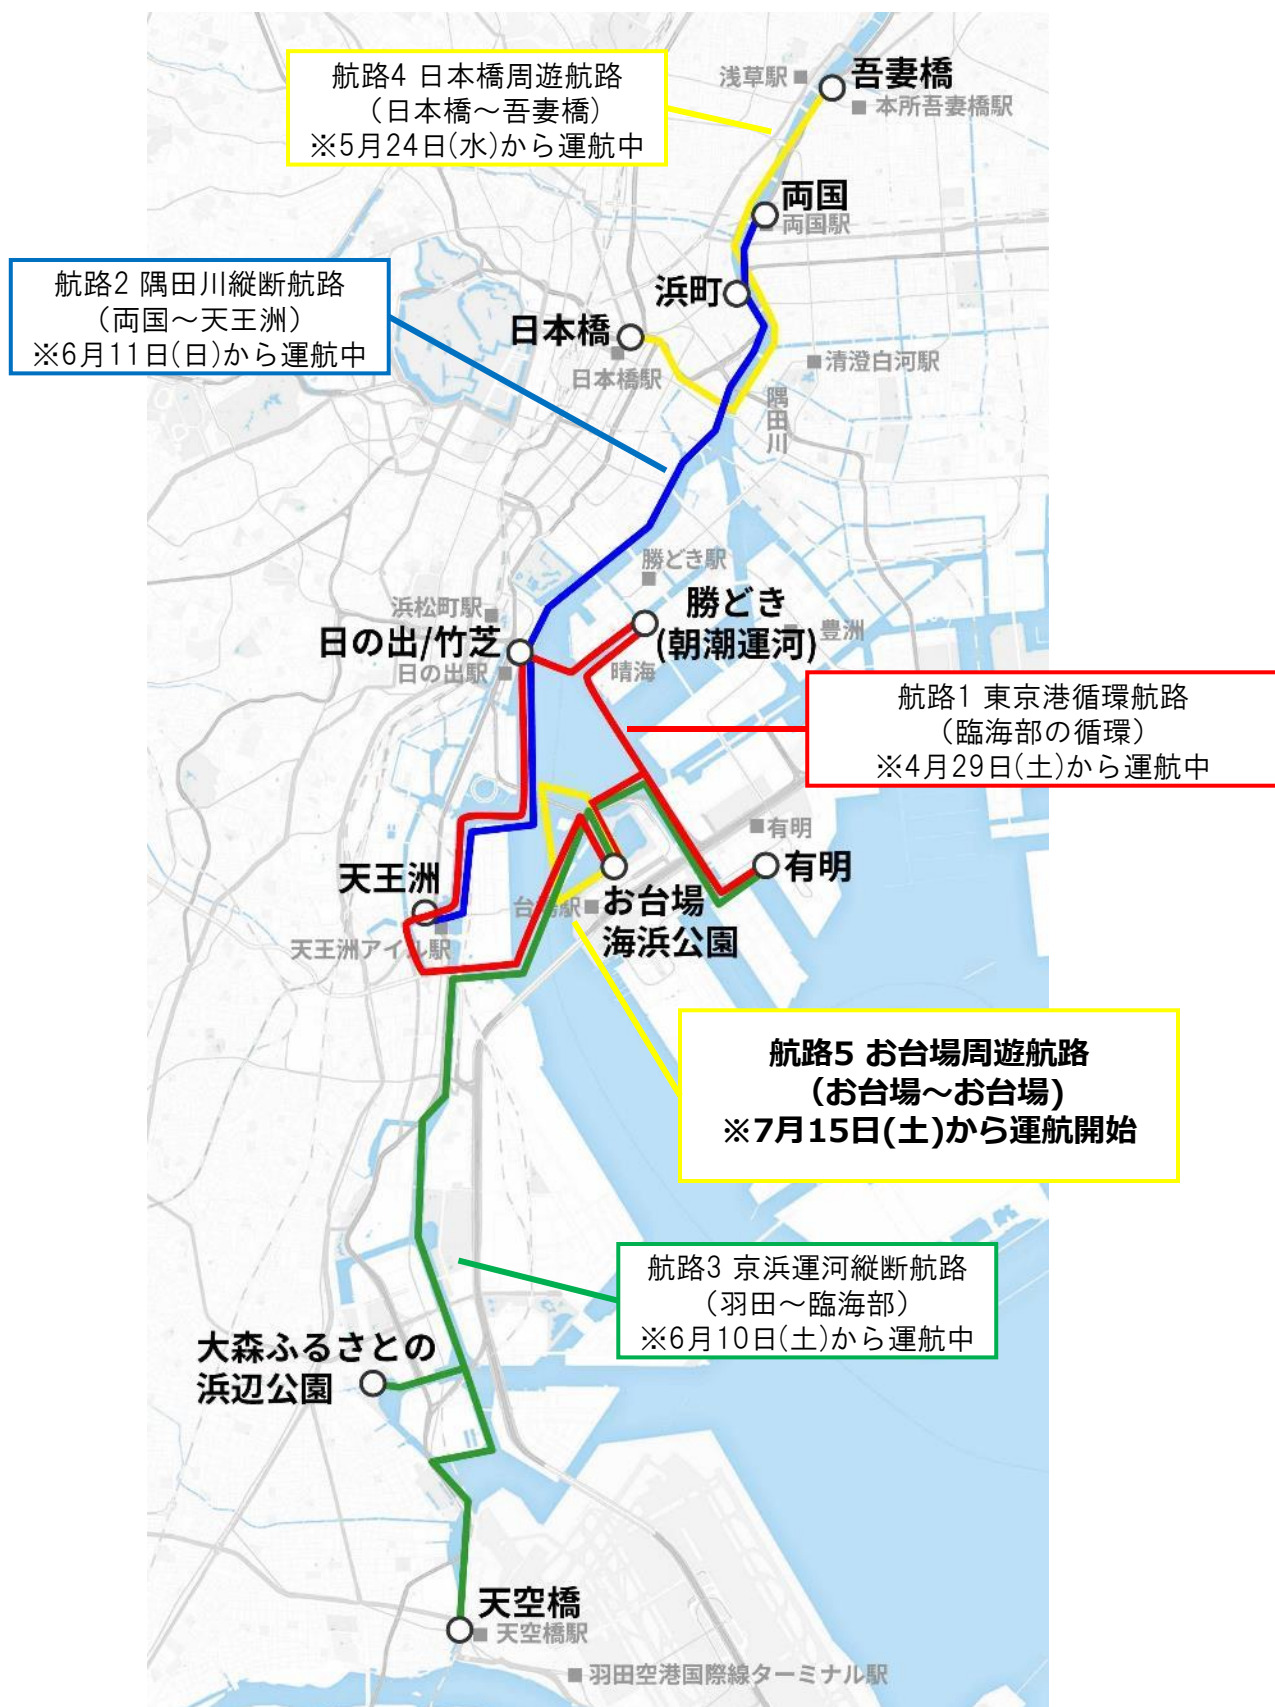 航路4 日本橋周遊航路
（日本橋～吾妻橋）
※5月24日(水)から運航中
浅草駅
吾妻橋
本所吾妻橋駅
両国
両国駅
航路2 隅田川縦断航路
（両国～天王洲）
※6月11日(日)から運航中
浜町
日本橋
日本橋駅
清澄白河駅
隅田川
勝どき駅
勝どき
(朝潮運河)
浜松町駅
日の出/竹芝
日の出駅
晴海
豊洲
航路1 東京港循環航路
（臨海部の循環）
※4月29日(土)から運航中
有明
有明
天王洲
天王洲アイル駅
台場駅
お台場
海浜公園
航路5 お台場周遊航路
（お台場～お台場)
※7月15日(土)から運航開始
航路3 京浜運河縦断航路
（羽田～臨海部）
※6月10日(土)から運航中
大森ふるさとの
浜辺公園
天空橋
天空橋駅
羽田空港国際線ターミナル駅